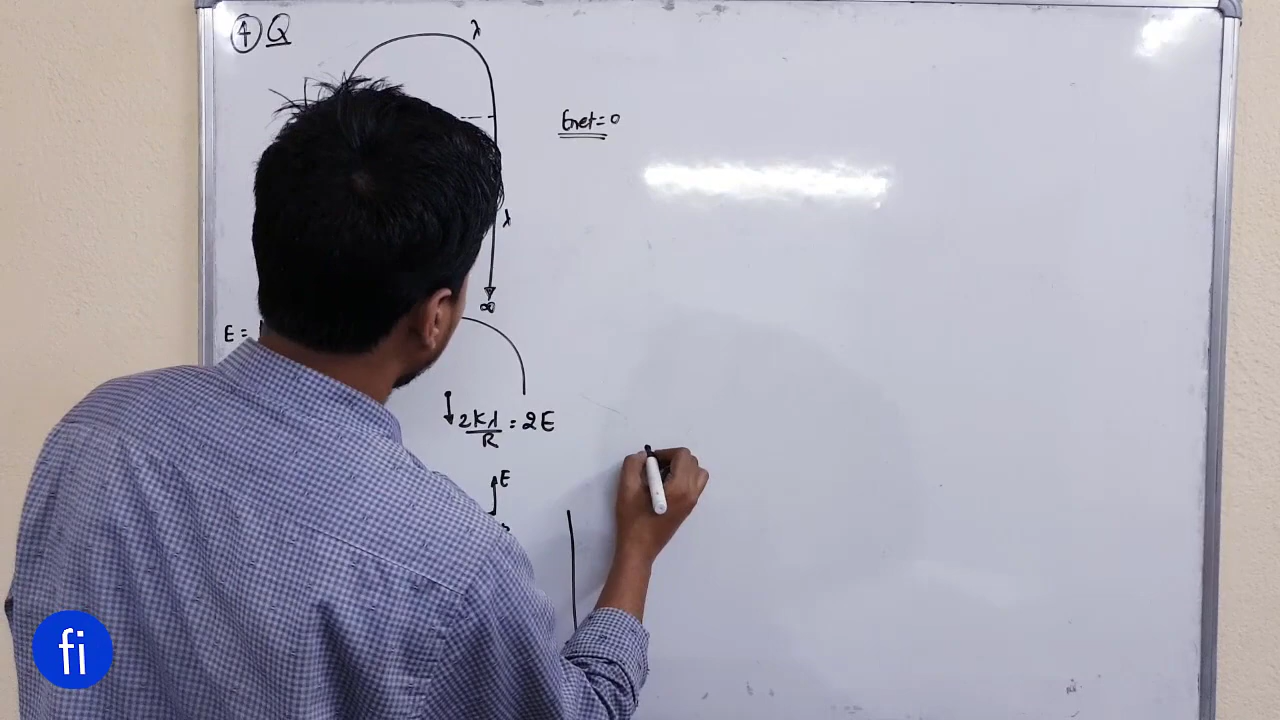 ④ Q
λ
Enet = 0
λ
∞
E =
2Kλ/R = 2E
E
fi